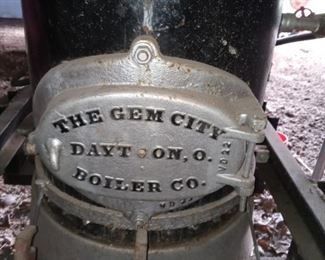 THE GEM CITY
DAYTON, O.
BOILER CO.